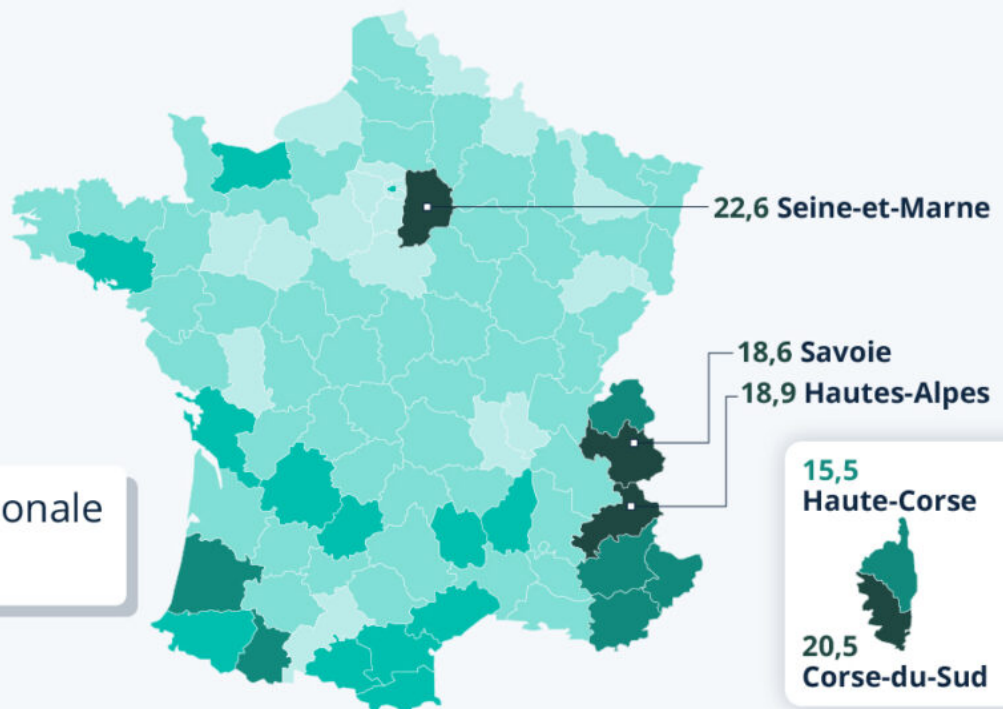 22,6 Seine-et-Marne
18,6 Savoie
18,9 Hautes-Alpes
onale
15,5
Haute-Corse
20,5
Corse-du-Sud